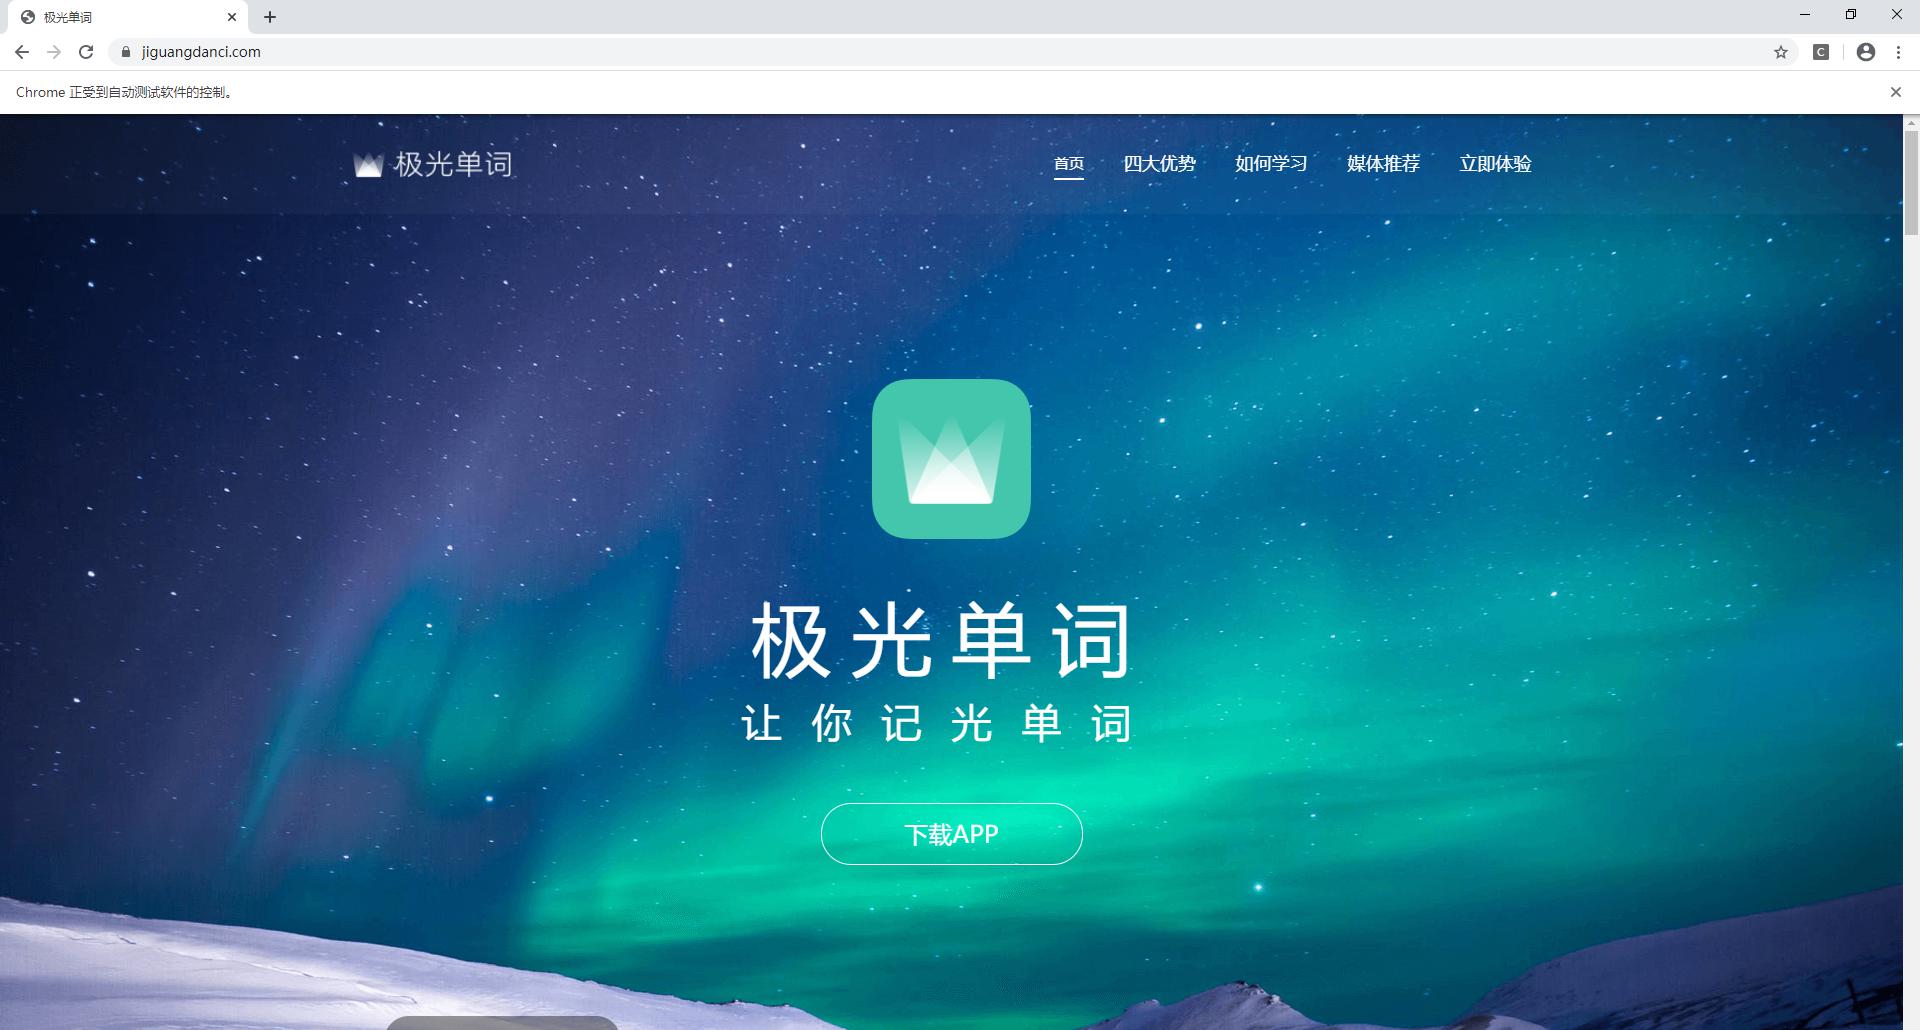 极光单词
jiguangdanci.com
C
Chrome 正受到自动测试软件的控制。
极光单词
首页 四大优势 如何学习 媒体推荐 立即体验
极光单词
让你记光单词
下载APP